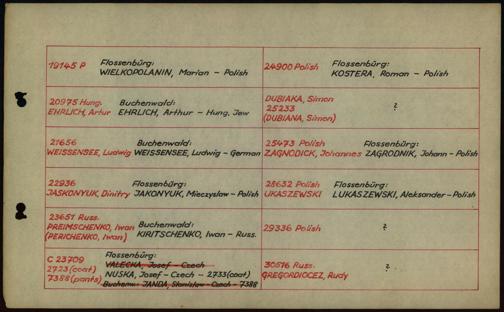 19145 P
Flossenbürg:
WIELKOPOLANIN, Marian – Polish
24900 Polish
Flossenbürg:
KOSTERA, Roman – Polish
20975 Hung.
EHRLICH, Artur
Buchenwald:
EHRLICH, Arthur – Hung, Jew
DUBIAKA, Simon
25233
(DUBIANA, Simon)
?
21656
WEISSENSEE, Ludwig
Buchenwald:
WEISSENSEE, Ludwig – German
25473 Polish
ZAGNODICK, Johannes
Flossenbürg:
ZAGRODNIK, Johann – Polish
22936
JASKONYUK, Dinitry
Flossenbürg:
JAKONYUK, Mieczyslaw – Polish
28632 Polish
UKASZEWSKI
Flossenbürg:
LUKASZEWSKI, Aleksander – Polish
23651 Russ.
PREIMSCHENKO, Iwan
(PERICHENKO, Iwan)
Buchenwald:
KIRITSCHENKO, Iwan – Russ.
29336 Polish
?
C 23709
2723 (coat)
7388 (pants)
Flossenbürg:
VALECKA, Josef – Czech
NUSKA, Josef – Czech – 2733 (coat)
Buchenw: JANDA, Stanislav – Czech – 7388
30516 Russ.
GREGORDIOCEZ, Rudy
?